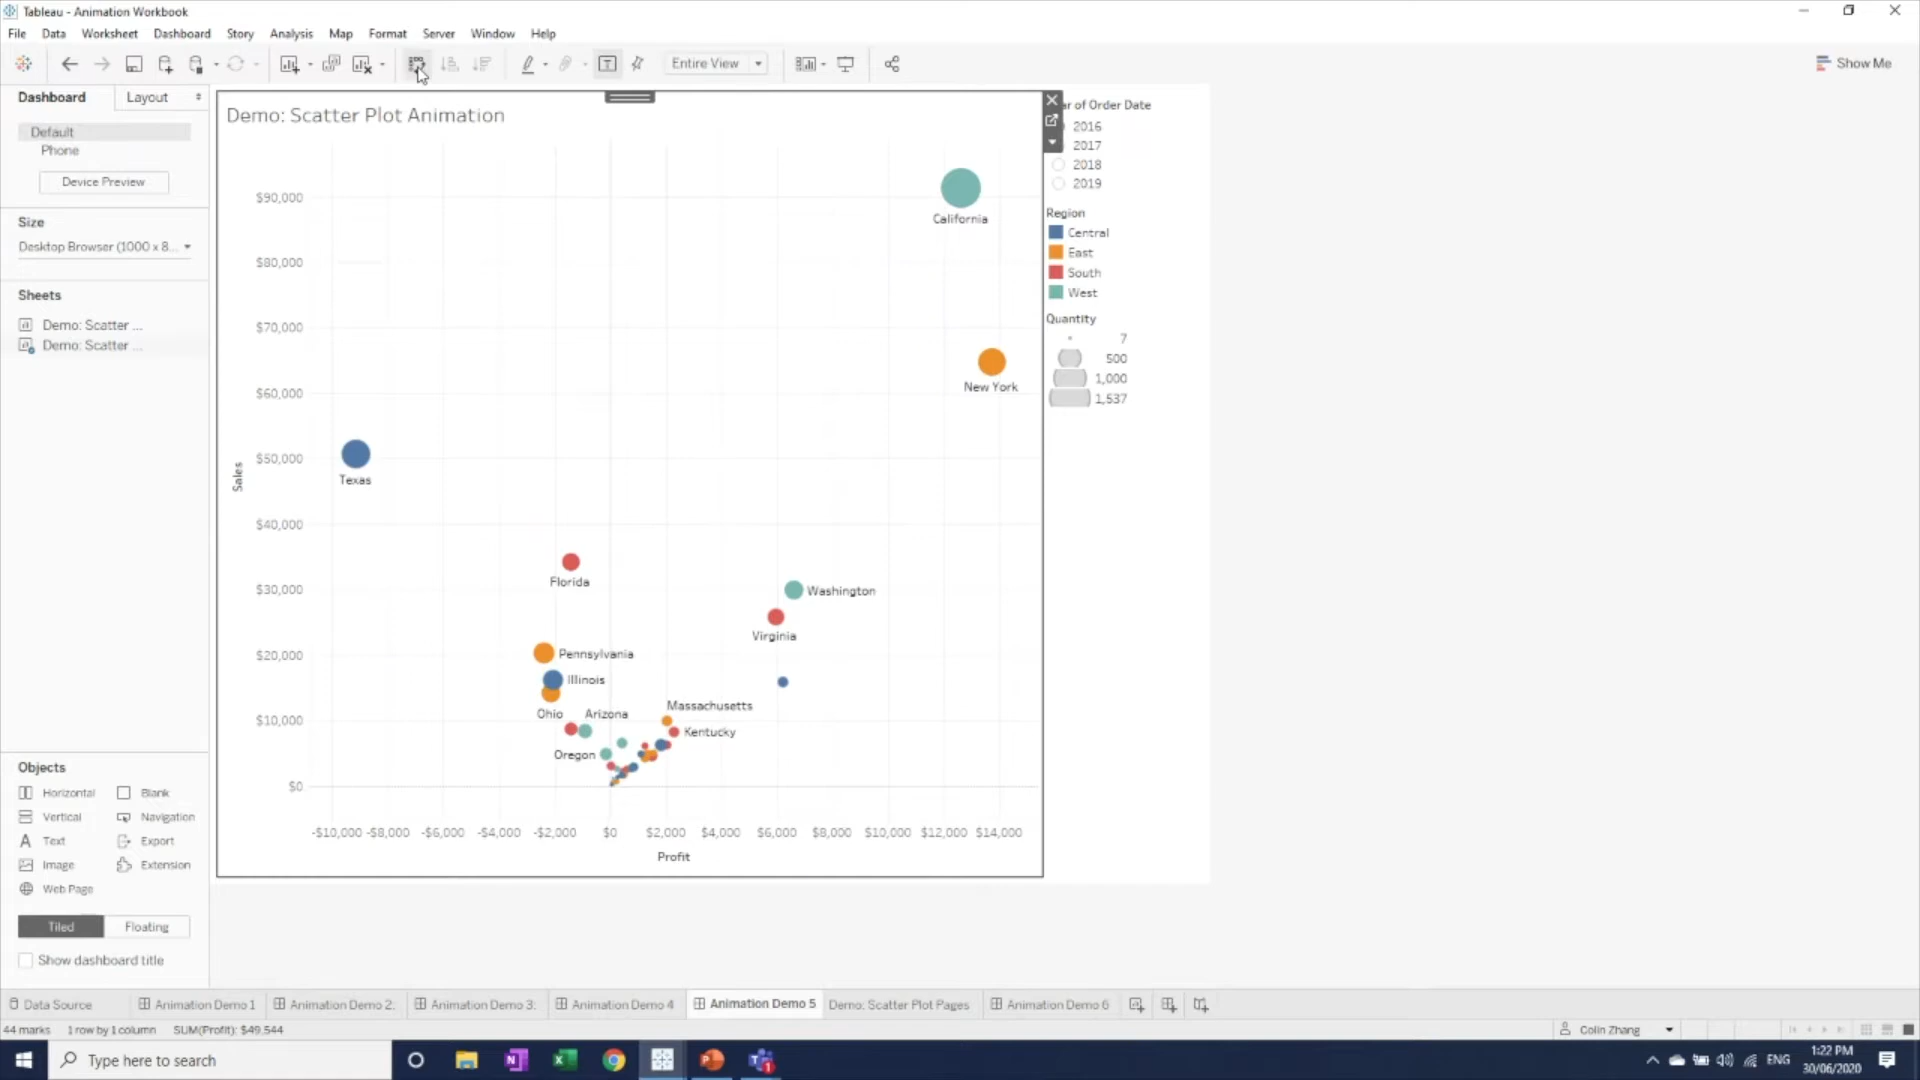 Tableau - Animation Workbook
File Data Worksheet Dashboard Story Analysis Map Format Server Window Help
Entire View
Show Me
Dashboard Layout
Default
Phone
Device Preview
Size
Desktop Browser (1000 x 8...
Sheets
Demo: Scatter ...
Demo: Scatter ...
Objects
Horizontal Blank
Vertical Navigation
Text Export
Image Extension
Web Page
Tiled Floating
Show dashboard title
Demo: Scatter Plot Animation
$90,000
$80,000
$70,000
$60,000
$50,000
$40,000
$30,000
$20,000
$10,000
$0
Sales
California
New York
Texas
Florida
Washington
Virginia
Pennsylvania
Illinois
Massachusetts
Ohio Arizona
Kentucky
Oregon
-$10,000 -$8,000 -$6,000 -$4,000 -$2,000 $0 $2,000 $4,000 $6,000 $8,000 $10,000 $12,000 $14,000
Profit
ar of Order Date
2016
2017
2018
2019
Region
Central
East
South
West
Quantity
7
500
1,000
1,537
Data Source Animation Demo 1 Animation Demo 2: Animation Demo 3: Animation Demo 4 Animation Demo 5 Demo: Scatter Plot Pages Animation Demo 6
44 marks 1 row by 1 column SUM(Profit): $49,544
Colin Zhang
Type here to search
ENG
1:22 PM
30/06/2020